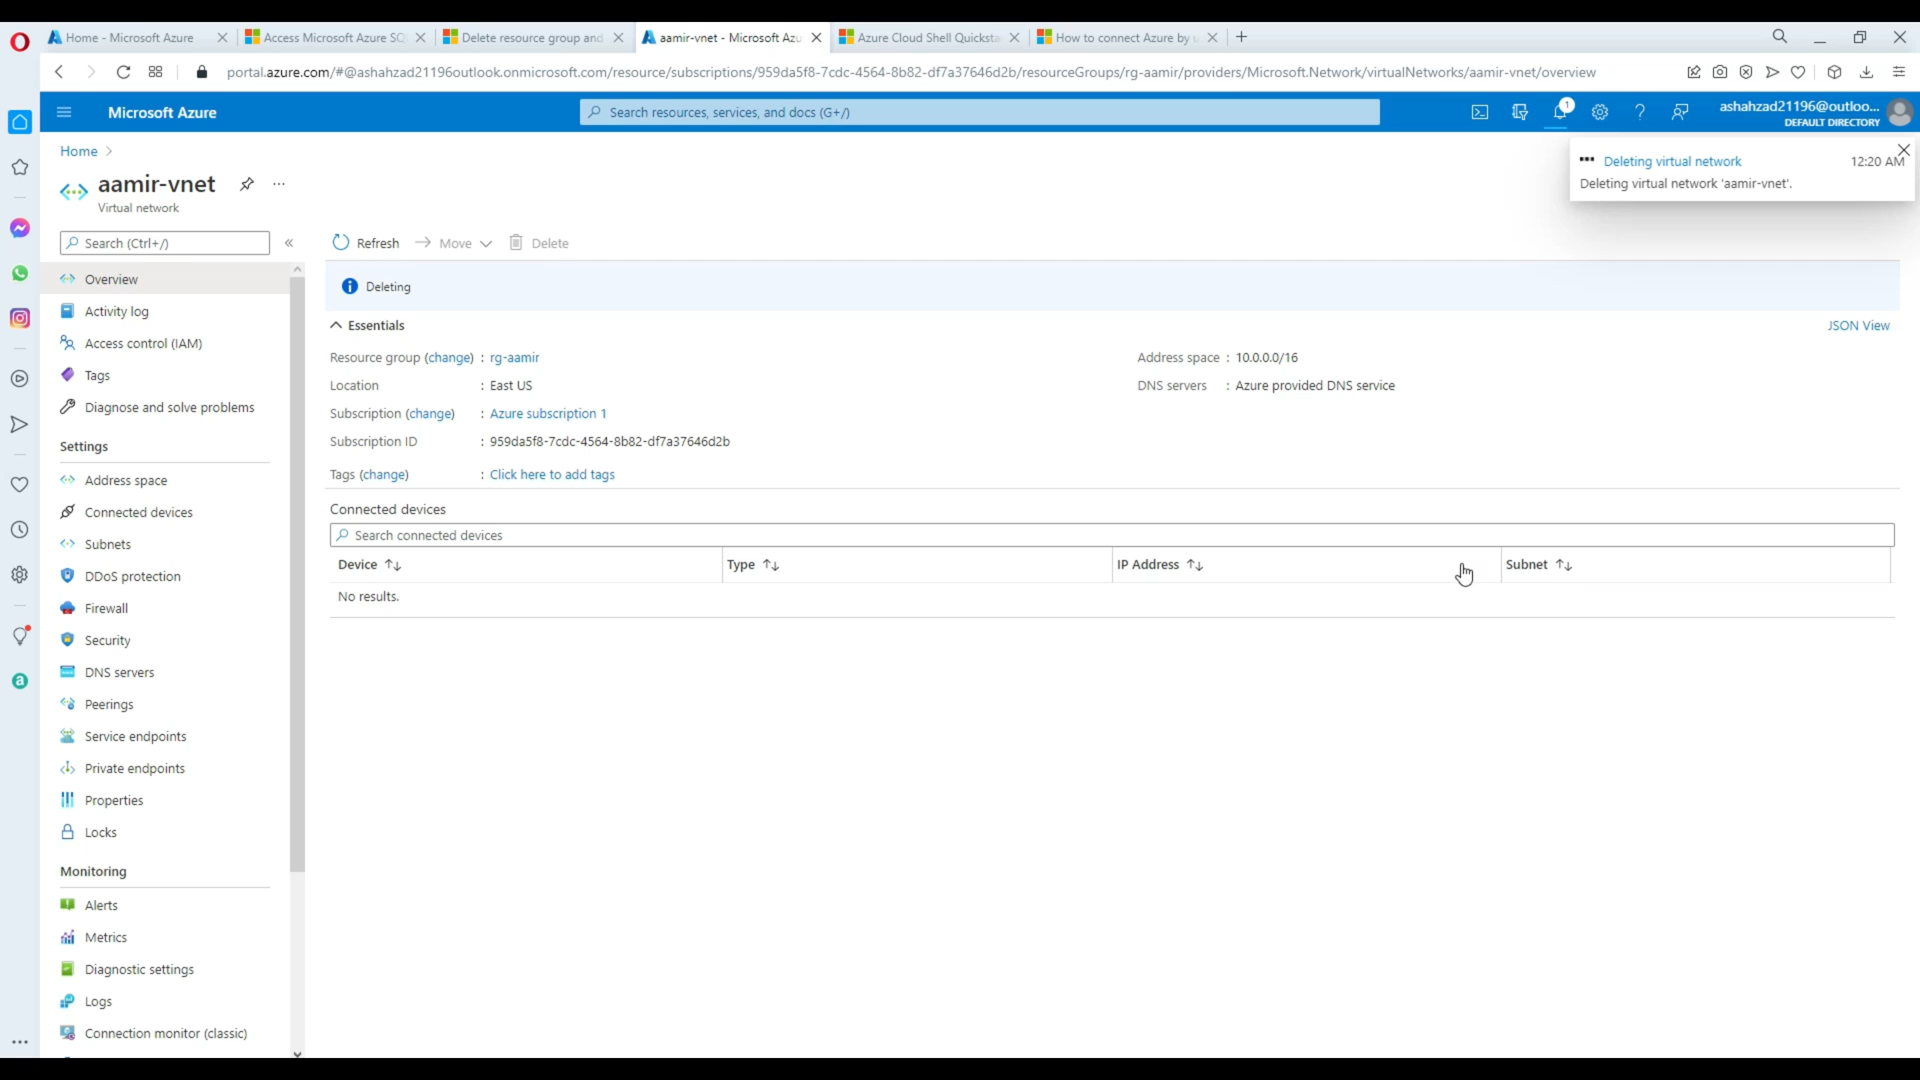 Home - Microsoft Azure
Access Microsoft Azure SQ
Delete resource group and
aamir-vnet - Microsoft Azu
Azure Cloud Shell Quicksta
How to connect Azure by u
portal.azure.com/#@ashahzad21196outlook.onmicrosoft.com/resource/subscriptions/959da5f8-7cdc-4564-8b82-df7a37646d2b/resourceGroups/rg-aamir/providers/Microsoft.Network/virtualNetworks/aamir-vnet/overview
Microsoft Azure
Search resources, services, and docs (G+/)
1
ashahzad21196@outloo...
DEFAULT DIRECTORY
Home
Deleting virtual network 12:20 AM
Deleting virtual network 'aamir-vnet'.
aamir-vnet
Virtual network
Search (Ctrl+/)
Refresh
Move
Delete
Overview
Activity log
Access control (IAM)
Tags
Diagnose and solve problems
Settings
Address space
Connected devices
Subnets
DDoS protection
Firewall
Security
DNS servers
Peerings
Service endpoints
Private endpoints
Properties
Locks
Monitoring
Alerts
Metrics
Diagnostic settings
Logs
Connection monitor (classic)
Deleting
Essentials
JSON View
Resource group (change) : rg-aamir
Location : East US
Subscription (change) : Azure subscription 1
Subscription ID : 959da5f8-7cdc-4564-8b82-df7a37646d2b
Tags (change) : Click here to add tags
Address space : 10.0.0.0/16
DNS servers : Azure provided DNS service
Connected devices
Search connected devices
Device
Type
IP Address
Subnet
No results.